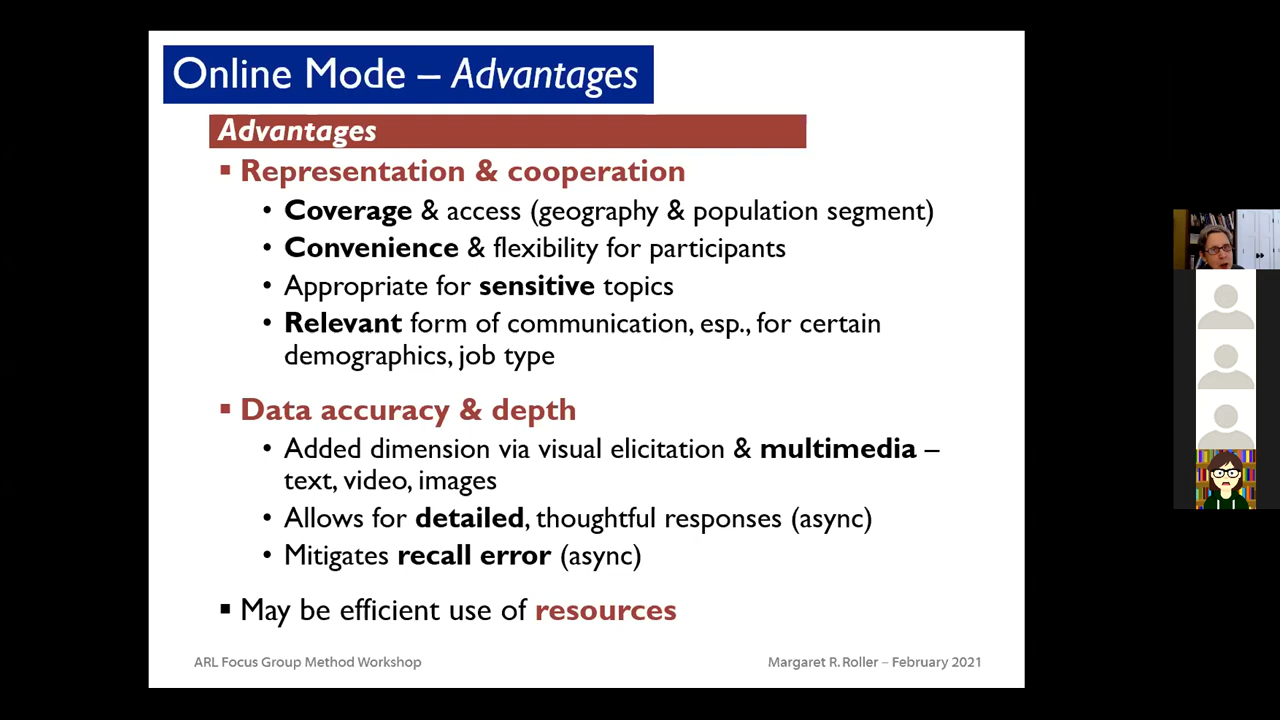 Online Mode – Advantages
Advantages
▪ Representation & cooperation
• Coverage & access (geography & population segment)
• Convenience & flexibility for participants
• Appropriate for sensitive topics
• Relevant form of communication, esp., for certain
demographics, job type
▪ Data accuracy & depth
• Added dimension via visual elicitation & multimedia –
text, video, images
• Allows for detailed, thoughtful responses (async)
• Mitigates recall error (async)
▪ May be efficient use of resources
ARL Focus Group Method Workshop
Margaret R. Roller – February 2021